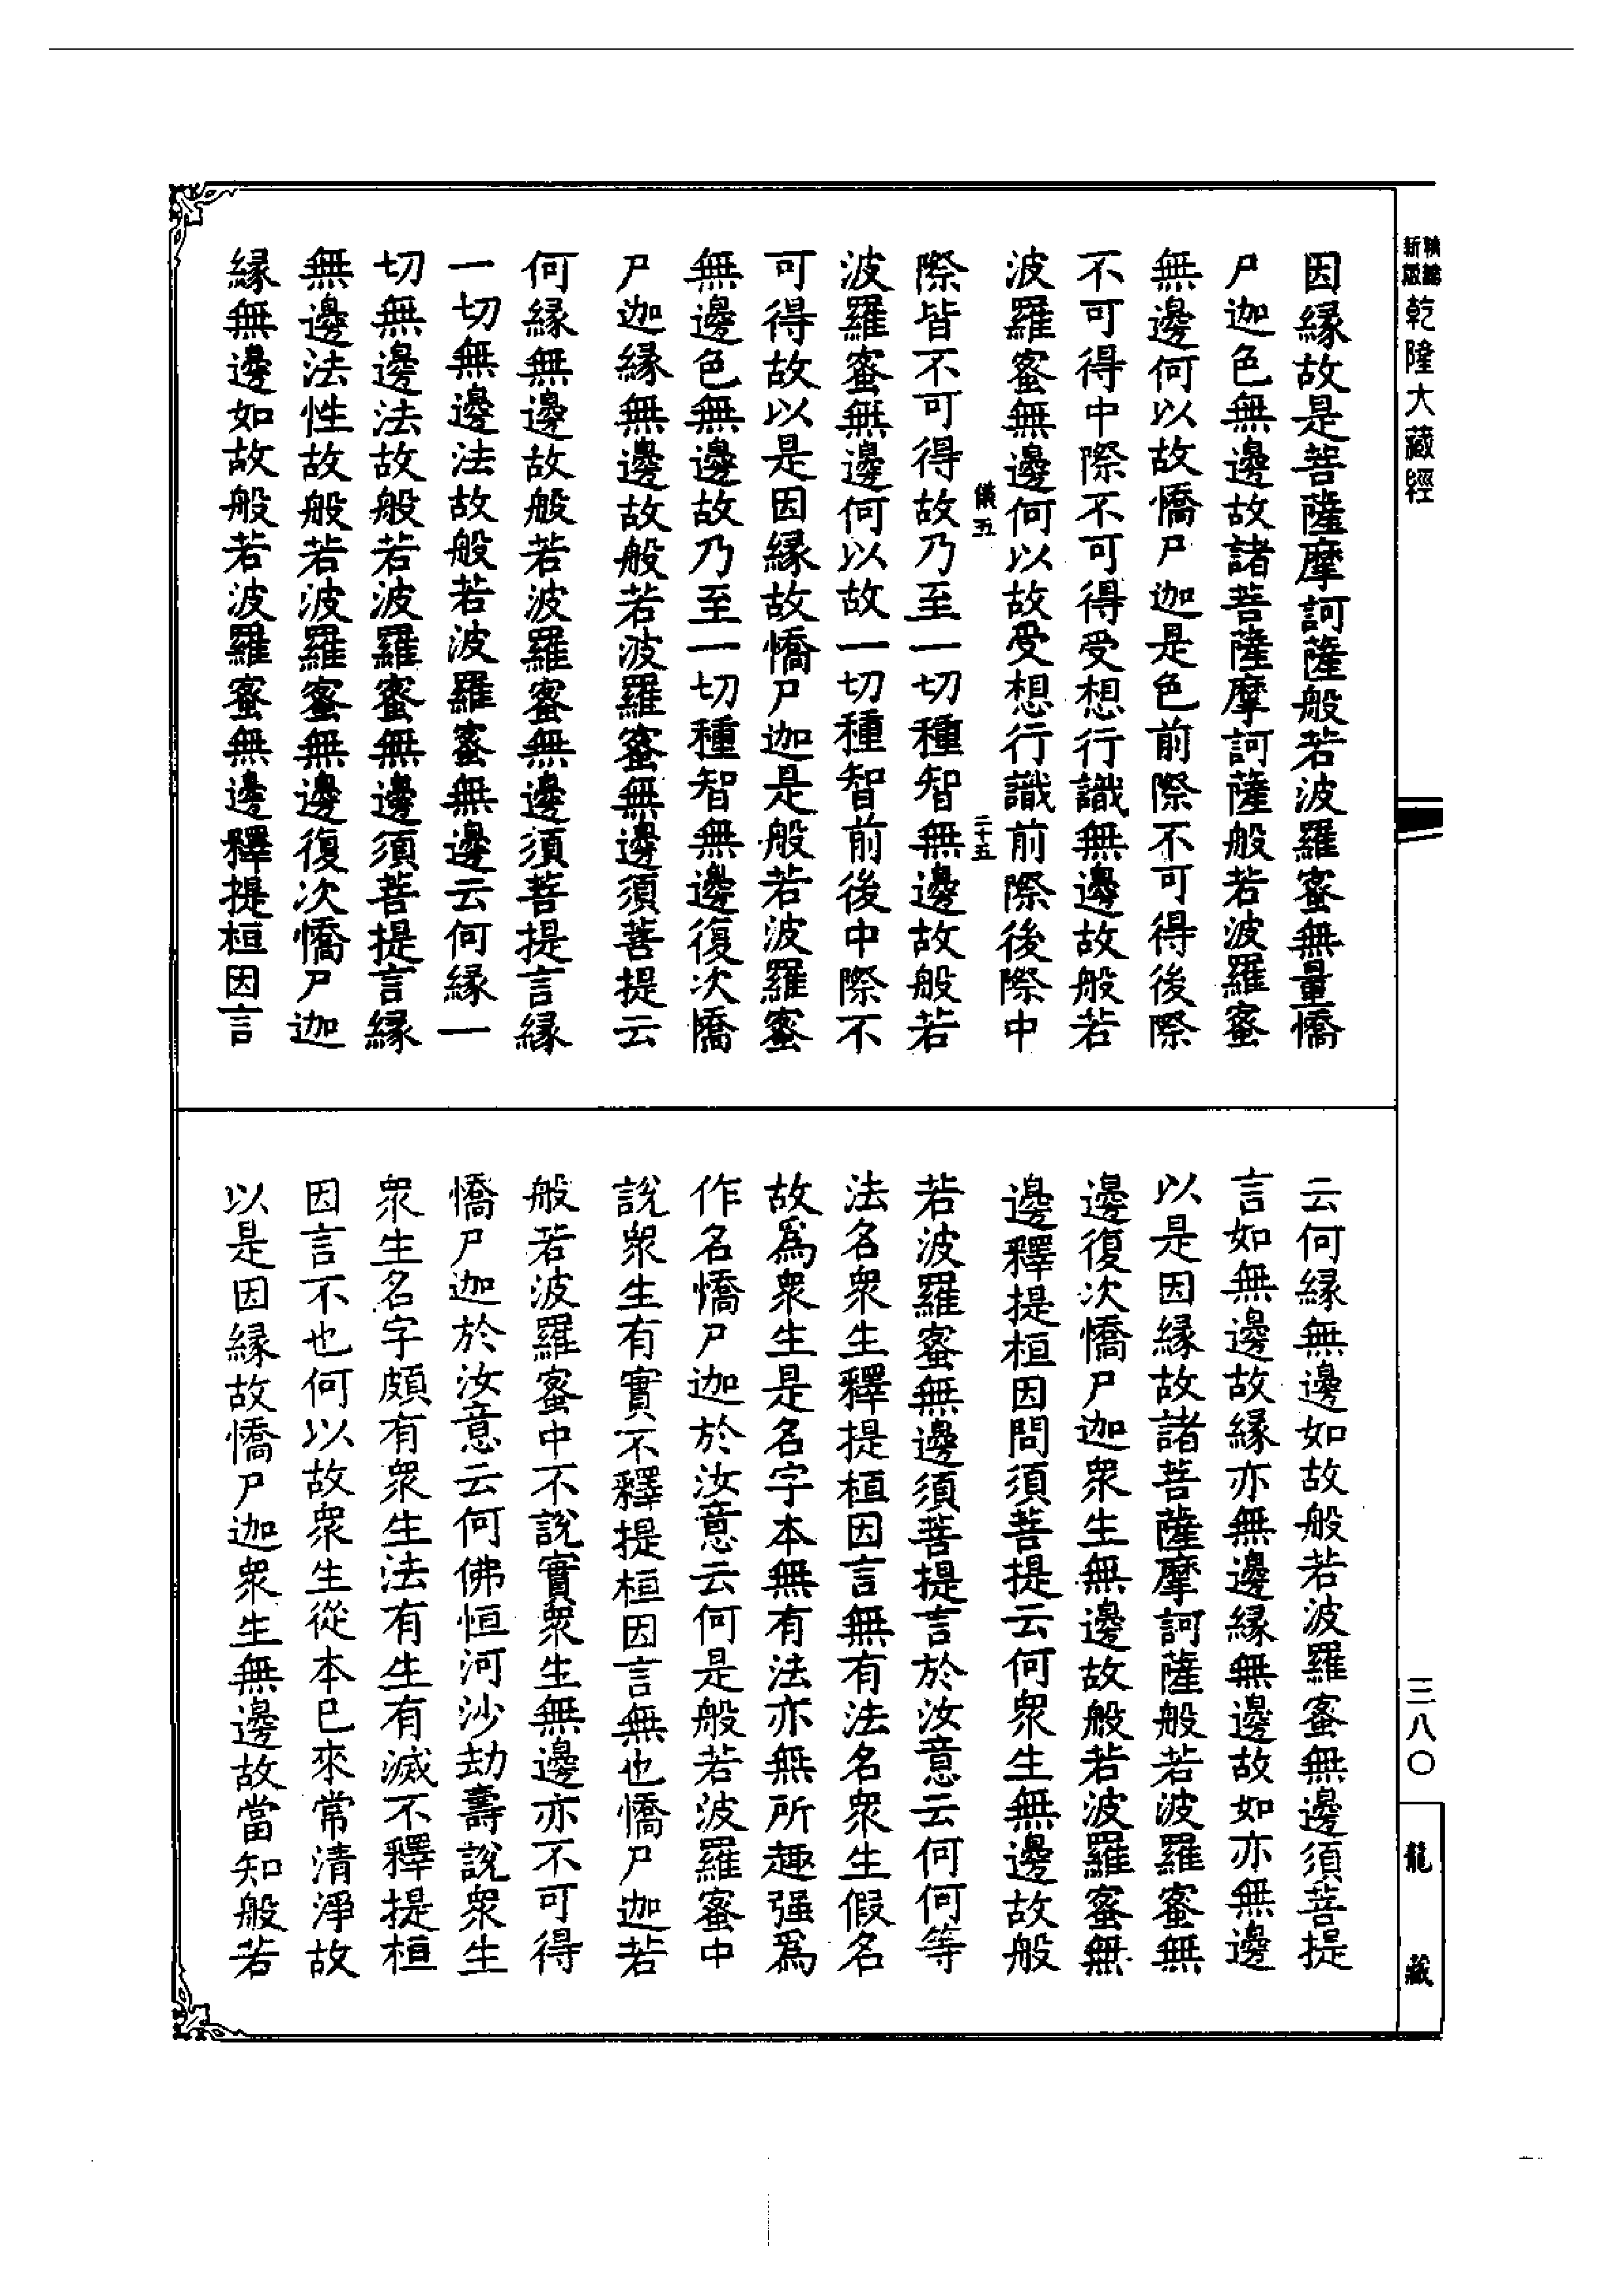 精編
新版
乾隆大藏經
因緣故是菩薩摩訶薩般若波羅蜜無量憍
尸迦色無邊故諸菩薩摩訶薩般若波羅蜜
無邊何以故憍尸迦是色前際不可得後際
不可得中際不可得受想行識無邊故般若
波羅蜜無邊何以故受想行識前際後際中
儀五
二十五
際皆不可得故乃至一切種智無邊故般若
波羅蜜無邊何以故一切種智前後中際不
可得故以是因緣故憍尸迦是般若波羅蜜
無邊色無邊故乃至一切種智無邊復次憍
尸迦緣無邊故般若波羅蜜無邊須菩提云
何緣無邊故般若波羅蜜無邊須菩提言緣
一切無邊法故般若波羅蜜無邊云何緣一
切無邊法故般若波羅蜜無邊須菩提言緣
無邊法性故般若波羅蜜無邊復次憍尸迦
緣無邊如故般若波羅蜜無邊釋提桓因言
云何緣無邊如故般若波羅蜜無邊須菩提
言如無邊故緣亦無邊緣無邊故如亦無邊
以是因緣故諸菩薩摩訶薩般若波羅蜜無
邊復次憍尸迦眾生無邊故般若波羅蜜無
邊釋提桓因問須菩提云何眾生無邊故般
若波羅蜜無邊須菩提言於汝意云何何等
法名眾生釋提桓因言無有法名眾生假名
故為眾生是名字本無有法亦無所趣强為
作名憍尸迦於汝意云何是般若波羅蜜中
說眾生有實不釋提桓因言無也憍尸迦若
般若波羅蜜中不說實眾生無邊亦不可得
憍尸迦於汝意云何佛恒河沙劫壽說眾生
眾生名字頗有眾生法有生有滅不釋提桓
因言不也何以故眾生從本已來常清淨故
以是因緣故憍尸迦眾生無邊故當知般若
三八〇
龍藏